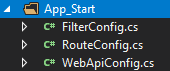 App_Start
C# FilterConfig.cs
C# RouteConfig.cs
C# WebApiConfig.cs